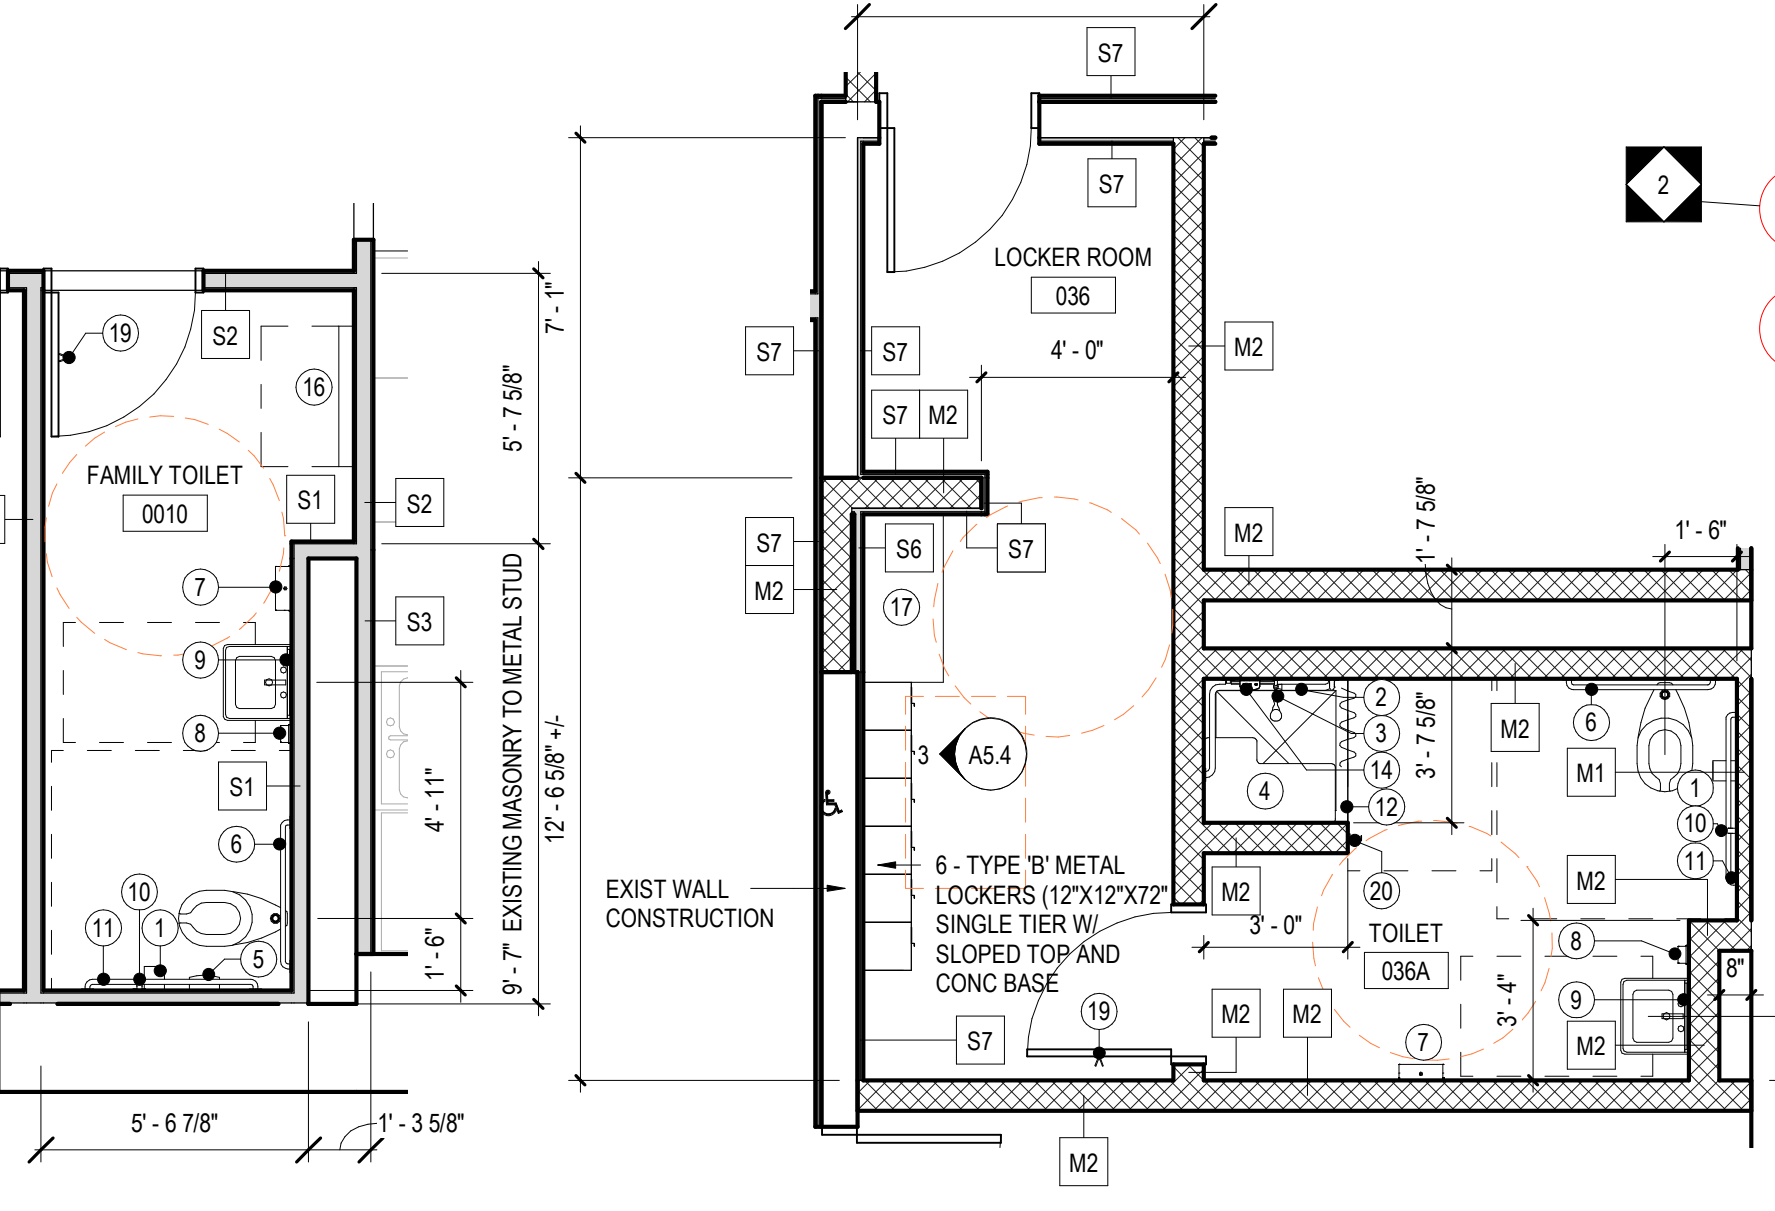 S7
S7
2
LOCKER ROOM
036
7' - 1"
19
S2
16
S7
S7
4' - 0"
M2
5' - 7 5/8"
S7
M2
FAMILY TOILET
0010
S1
S2
S7
M2
S6
S7
M2
1' - 7 5/8"
1' - 6"
7
17
S3
9
8
S1
4' - 11"
9' - 7" EXISTING MASONRY TO METAL STUD
12' - 6 5/8" +/-
2
3
14
12
4
3' - 7 5/8"
6
M2
M1
1
10
11
3
A5.4
6
10
11
1
5
1' - 6"
EXIST WALL
CONSTRUCTION
6 - TYPE 'B' METAL
LOCKERS (12"X12"X72"
SINGLE TIER W/
SLOPED TOP AND
CONC BASE
M2
20
M2
3' - 0"
TOILET
036A
8
8"
9
3' - 4"
S7
19
M2
M2
7
M2
5' - 6 7/8"
1' - 3 5/8"
M2